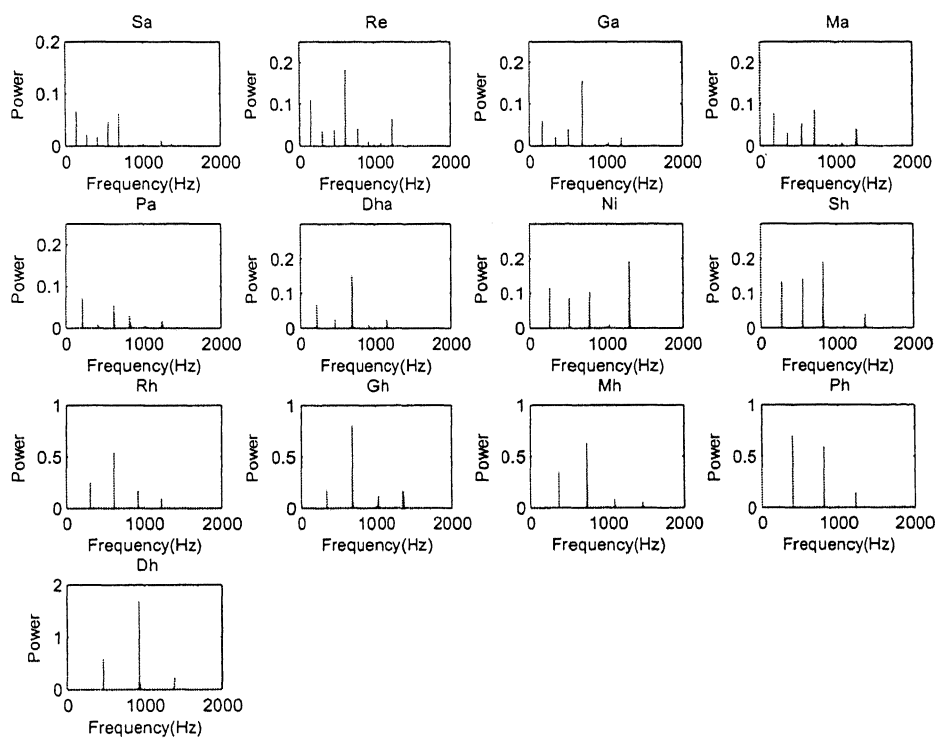 Sa
0.2
0.1
0
Power
0 1000 2000
Frequency(Hz)
Re
0.2
0.1
0
Power
0 1000 2000
Frequency(Hz)
Ga
0.2
0.1
0
Power
0 1000 2000
Frequency(Hz)
Ma
0.2
0.1
0
Power
0 1000 2000
Frequency(Hz)
Pa
0.2
0.1
0
Power
0 1000 2000
Frequency(Hz)
Dha
0.2
0.1
0
Power
0 1000 2000
Frequency(Hz)
Ni
0.2
0.1
0
Power
0 1000 2000
Frequency(Hz)
Sh
0.2
0.1
0
Power
0 1000 2000
Frequency(Hz)
Rh
1
0.5
0
Power
0 1000 2000
Frequency(Hz)
Gh
1
0.5
0
Power
0 1000 2000
Frequency(Hz)
Mh
1
0.5
0
Power
0 1000 2000
Frequency(Hz)
Ph
1
0.5
0
Power
0 1000 2000
Frequency(Hz)
Dh
2
1
0
Power
0 1000 2000
Frequency(Hz)